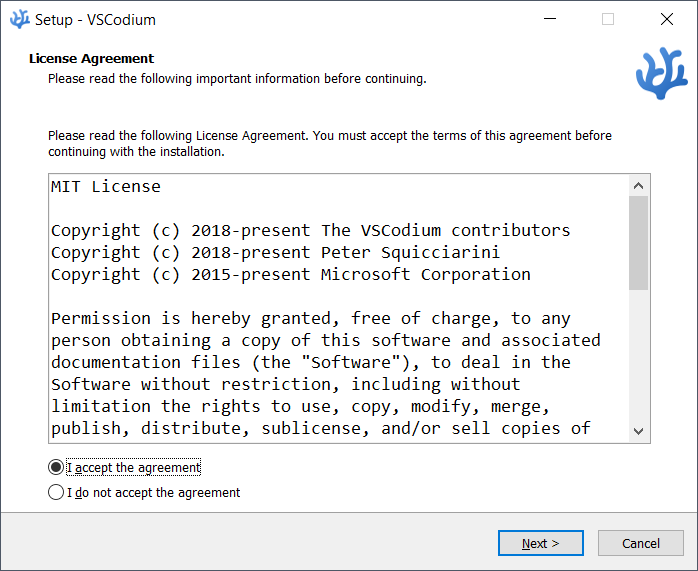 Setup - VSCodium
License Agreement
Please read the following important information before continuing.
Please read the following License Agreement. You must accept the terms of this agreement before
continuing with the installation.
MIT License
Copyright (c) 2018-present The VSCodium contributors
Copyright (c) 2018-present Peter Squicciarini
Copyright (c) 2015-present Microsoft Corporation
Permission is hereby granted, free of charge, to any
person obtaining a copy of this software and associated
documentation files (the "Software"), to deal in the
Software without restriction, including without
limitation the rights to use, copy, modify, merge,
publish, distribute, sublicense, and/or sell copies of
I accept the agreement
I do not accept the agreement
Next >
Cancel